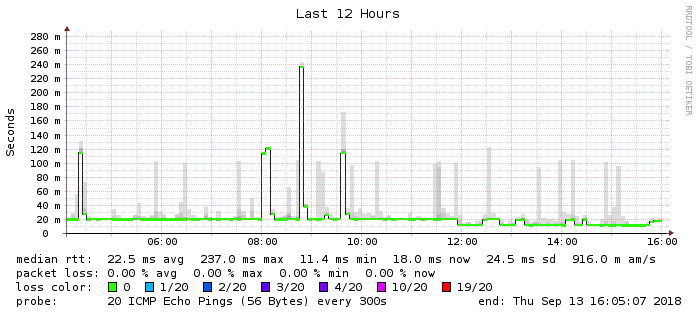 Last 12 Hours
RRDTOOL / TOBI OETIKER
Seconds
280 m
260 m
240 m
220 m
200 m
180 m
160 m
140 m
120 m
100 m
80 m
60 m
40 m
20 m
0
06:00 08:00 10:00 12:00 14:00 16:00
median rtt: 22.5 ms avg 237.0 ms max 11.4 ms min 18.0 ms now 24.5 ms sd 916.0 m am/s
packet loss: 0.00 % avg 0.00 % max 0.00 % min 0.00 % now
loss color: 0 1/20 2/20 3/20 4/20 10/20 19/20
probe: 20 ICMP Echo Pings (56 Bytes) every 300s end: Thu Sep 13 16:05:07 2018